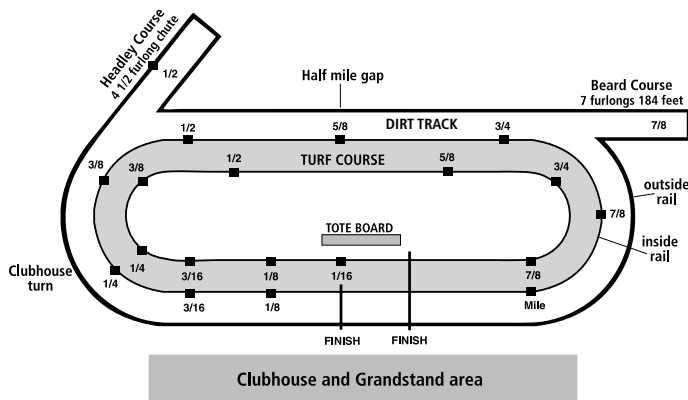 Headley Course
4 1/2 furlong chute
1/2
Half mile gap
Beard Course
7 furlongs 184 feet
1/2
5/8
DIRT TRACK
3/4
7/8
3/8
3/8
1/2
TURF COURSE
5/8
3/4
outside
rail
7/8
TOTE BOARD
inside
rail
Clubhouse
turn
1/4
1/4
3/16
1/8
1/16
7/8
3/16
1/8
Mile
FINISH
FINISH
Clubhouse and Grandstand area